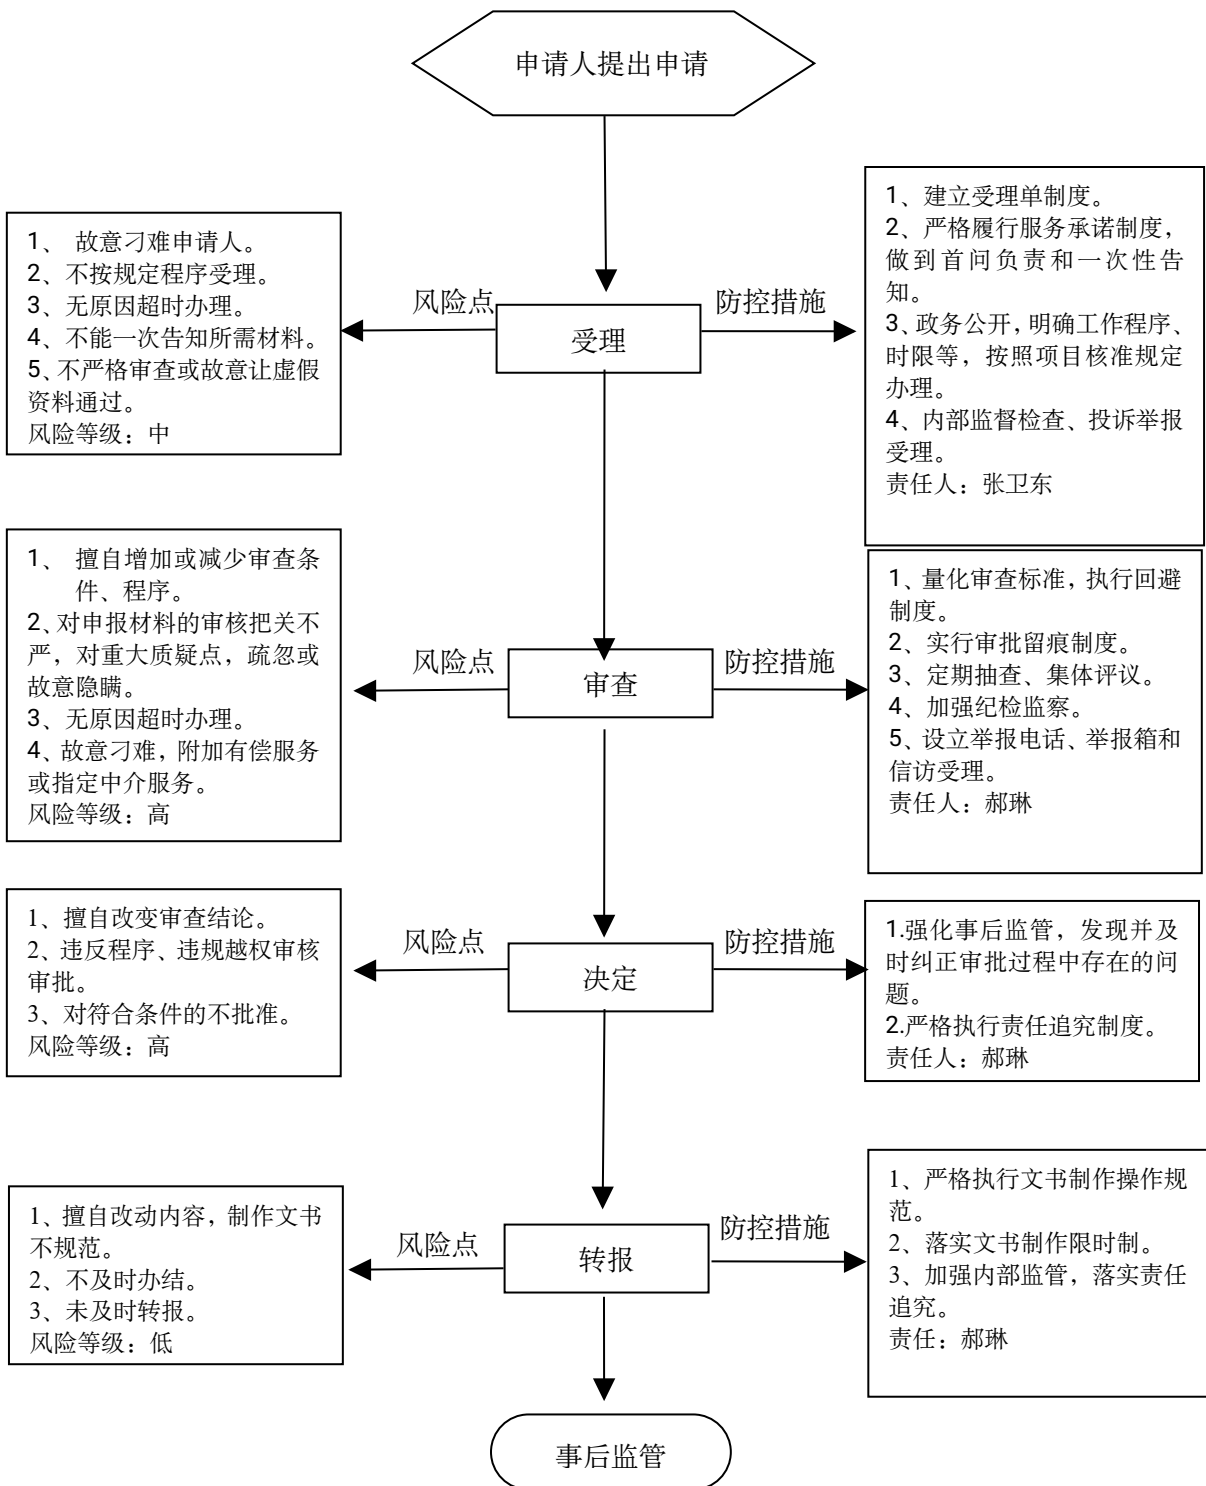 申请人提出申请
1、建立受理单制度。
2、严格履行服务承诺制度，
做到首问负责和一次性告
知。
3、政务公开，明确工作程序、
时限等，按照项目核准规定
办理。
4、内部监督检查、投诉举报
受理。
责任人：张卫东
1、 故意刁难申请人。
2、不按规定程序受理。
3、无原因超时办理。
4、不能一次告知所需材料。
5、不严格审查或故意让虚假
资料通过。
风险等级：中
风险点
受理
防控措施
1、 擅自增加或减少审查条
件、程序。
2、对申报材料的审核把关不
严，对重大质疑点，疏忽或
故意隐瞒。
3、无原因超时办理。
4、故意刁难，附加有偿服务
或指定中介服务。
风险等级：高
风险点
审查
防控措施
1、量化审查标准，执行回避
制度。
2、实行审批留痕制度。
3、定期抽查、集体评议。
4、加强纪检监察。
5、设立举报电话、举报箱和
信访受理。
责任人：郝琳
1、擅自改变审查结论。
2、违反程序、违规越权审核
审批。
3、对符合条件的不批准。
风险等级：高
风险点
决定
防控措施
1.强化事后监管，发现并及
时纠正审批过程中存在的问
题。
2.严格执行责任追究制度。
责任人：郝琳
1、擅自改动内容，制作文书
不规范。
2、不及时办结。
3、未及时转报。
风险等级：低
风险点
转报
防控措施
1、严格执行文书制作操作规
范。
2、落实文书制作限时制。
3、加强内部监管，落实责任
追究。
责任：郝琳
事后监管